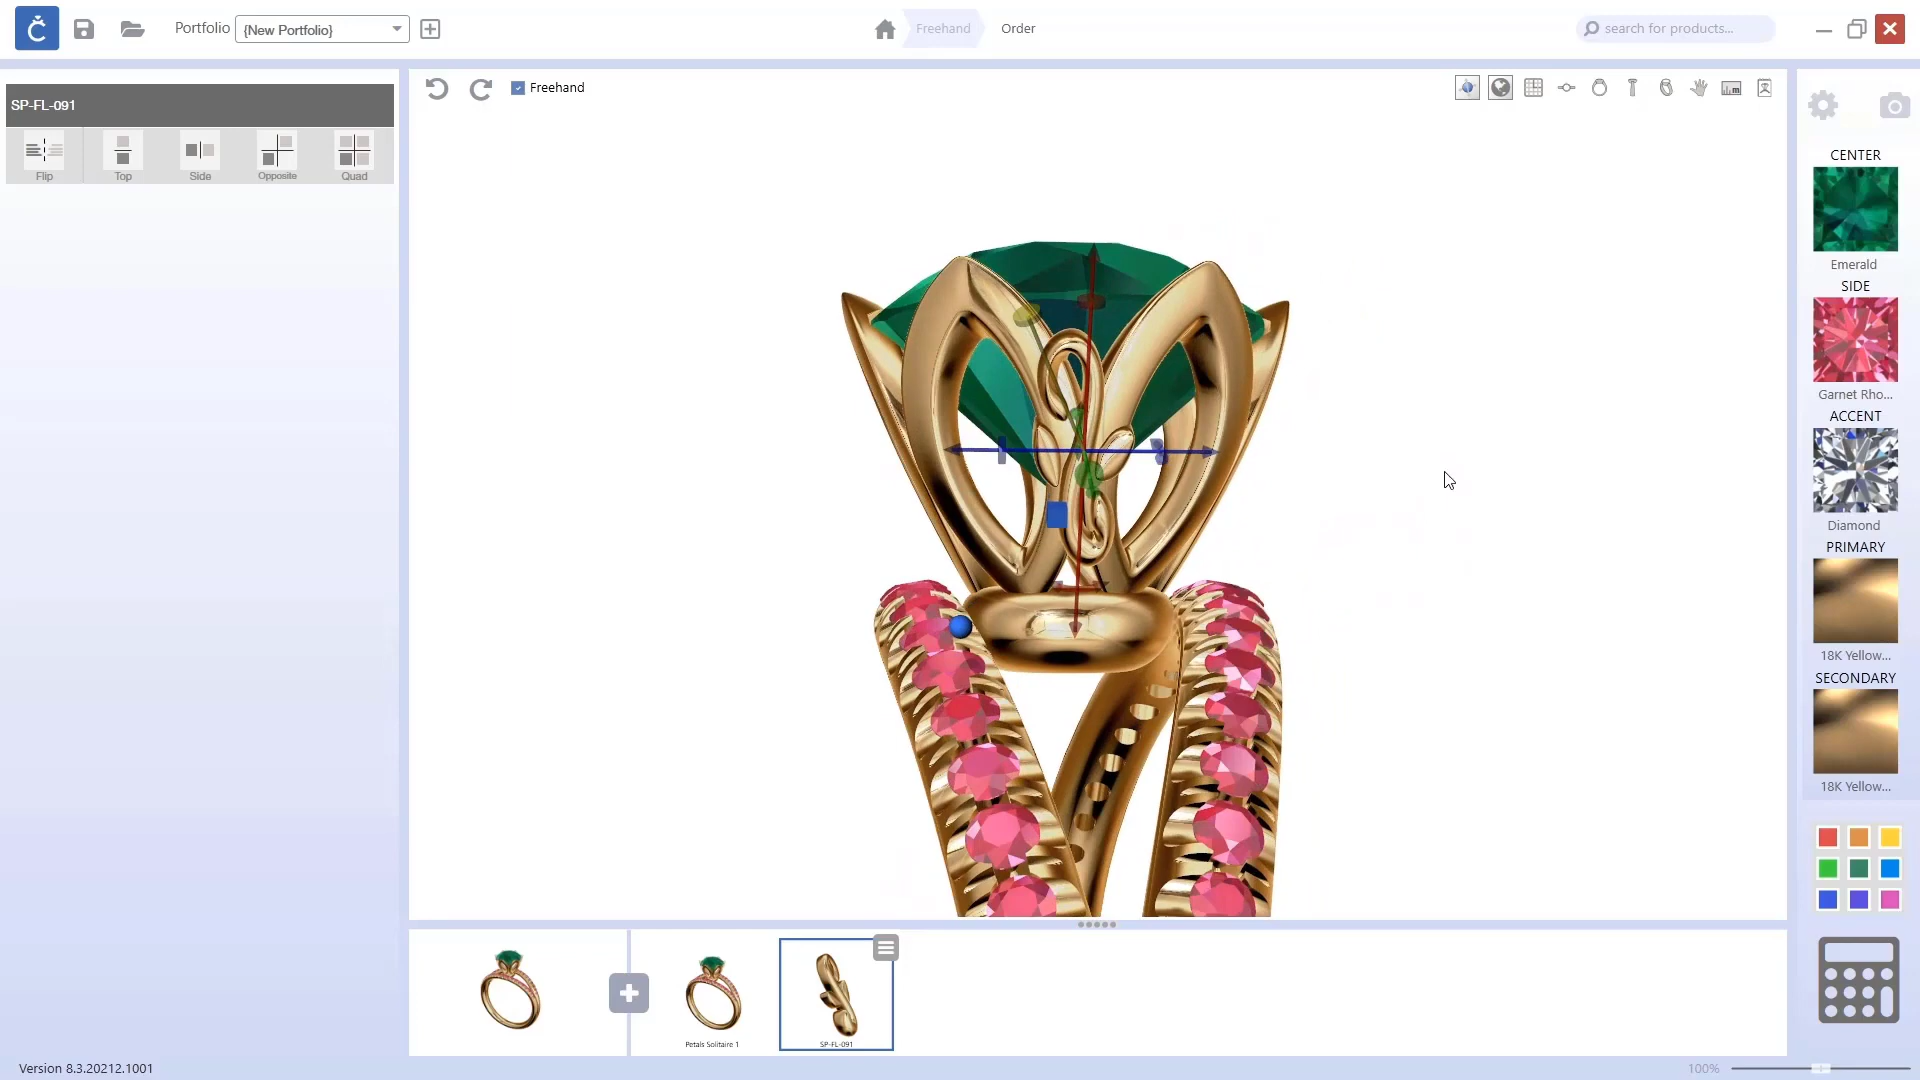 Portfolio {New Portfolio}
Freehand
Order
search for products...
SP-FL-091
Flip
Top
Side
Opposite
Quad
Freehand
CENTER
Emerald
SIDE
Garnet Rho...
ACCENT
Diamond
PRIMARY
18K Yellow...
SECONDARY
18K Yellow...
Petals Solitaire 1
SP-FL-091
Version 8.3.20212.1001
100%